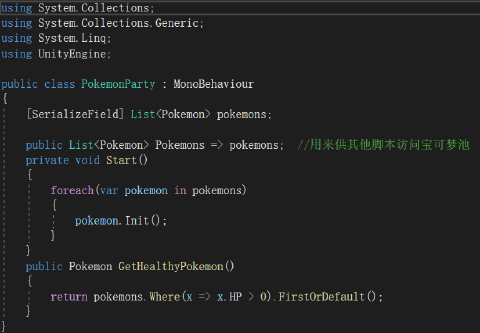 using System.Collections;
using System.Collections.Generic;
using System.Linq;
using UnityEngine;
public class PokemonParty : MonoBehaviour
{
[SerializeField] List<Pokemon> pokemons;
public List<Pokemon> Pokemons => pokemons; //用来供其他脚本访问宝可梦池
private void Start()
{
foreach(var pokemon in pokemons)
{
pokemon.Init();
}
}
public Pokemon GetHealthyPokemon()
{
return pokemons.Where(x => x.HP > 0).FirstOrDefault();
}
}